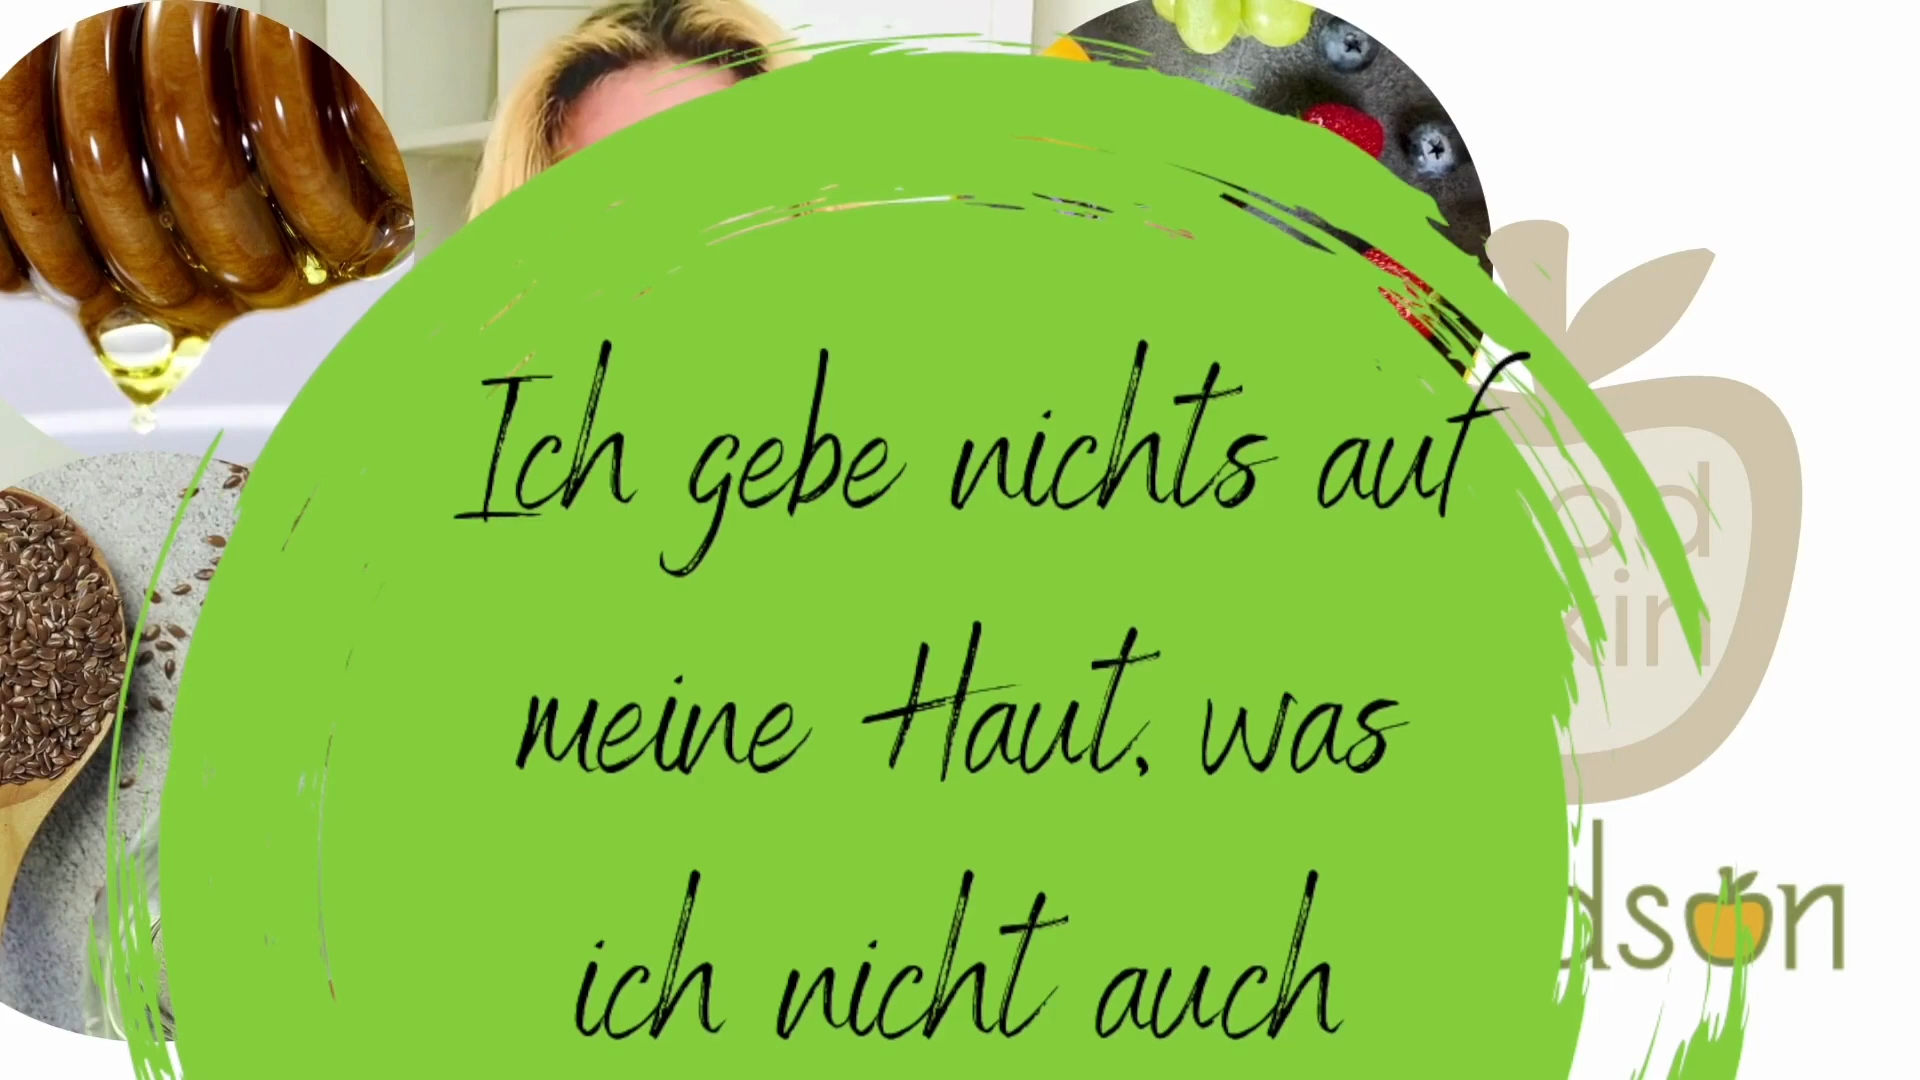 Ich gebe nichts auf
meine Haut, was
ich nicht auch